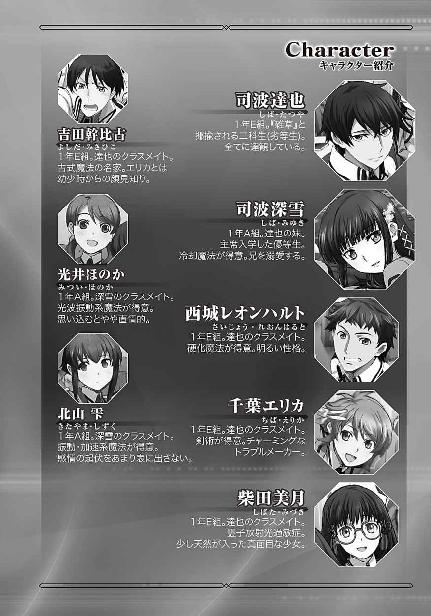 Character
キャラクター紹介
司波達也
しば・たつや
1年E組。『雑草』と
揶揄される二科生(劣等生)。
全てに達観している。
司波深雪
しば・みゆき
1年A組。達也の妹。
主席入学した優等生。
冷却魔法が得意。兄を溺愛する。
西城レオンハルト
さいじょう・れおんはると
1年E組。達也のクラスメイト。
硬化魔法が得意。明るい性格。
千葉エリカ
ちば・えりか
1年E組。達也のクラスメイト。
剣術が得意。チャーミングな
トラブルメーカー。
柴田美月
しばた・みづき
1年E組。達也のクラスメイト。
霊子放射光過敏症。
少し天然が入った真面目な少女。
吉田幹比古
よしだ・みきひこ
1年E組。達也のクラスメイト。
古式魔法の名家。エリカとは
幼少時からの顔見知り。
光井ほのか
みつい・ほのか
1年A組。深雪のクラスメイト。
光波振動系魔法が得意。
思い込むとやや直情的。
北山 雫
きたやま・しずく
1年A組。深雪のクラスメイト。
振動・加速系魔法が得意。
感情の起伏をあまり表に出さない。